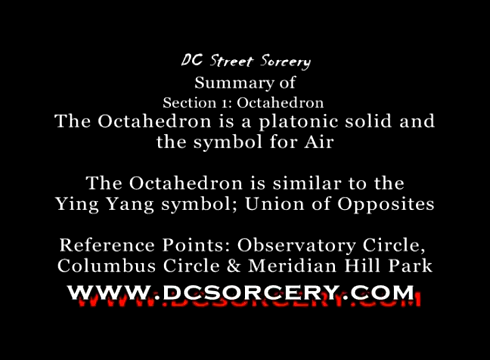 DC Street Sorcery
Summary of
Section 1: Octahedron
The Octahedron is a platonic solid and
the symbol for Air
The Octahedron is similar to the
Ying Yang symbol; Union of Opposites
Reference Points: Observatory Circle,
Columbus Circle & Meridian Hill Park
WWW.DCSORCERY.COM